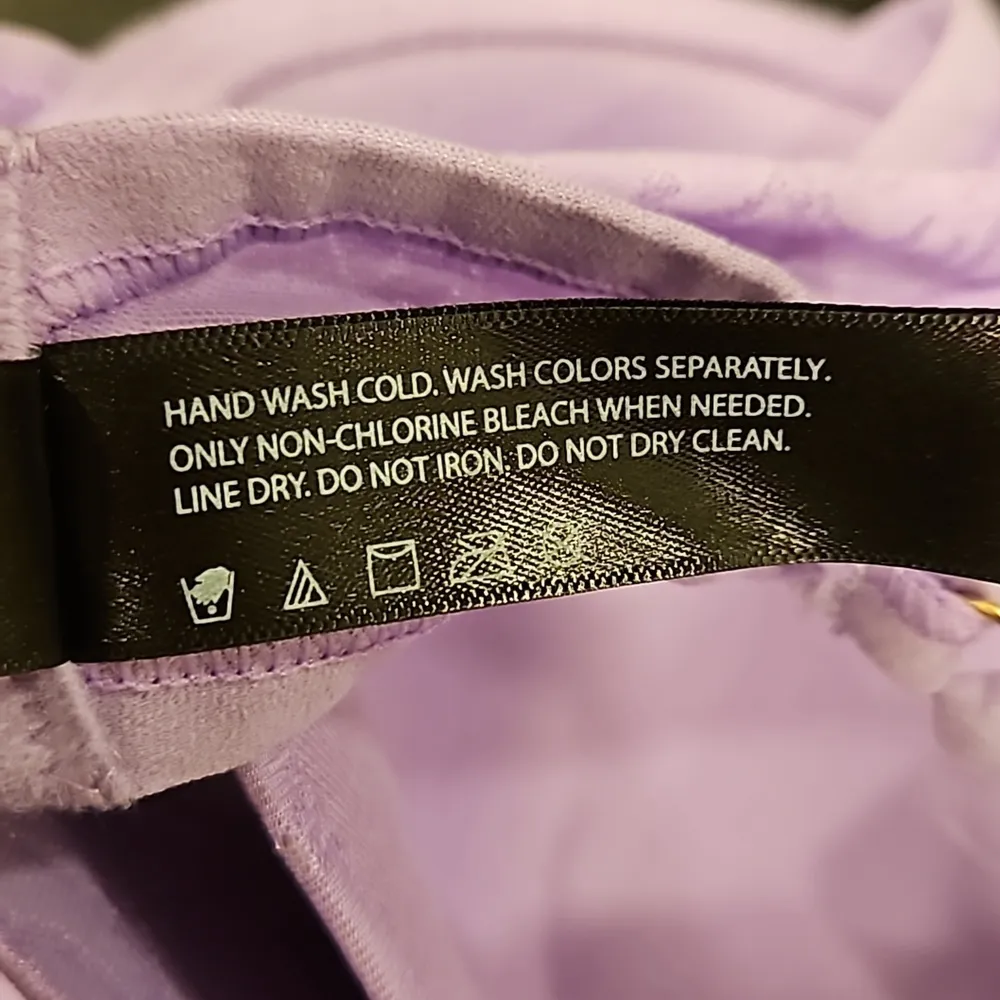 HAND WASH COLD. WASH COLORS SEPARATELY.
ONLY NON-CHLORINE BLEACH WHEN NEEDED.
LINE DRY. DO NOT IRON. DO NOT DRY CLEAN.